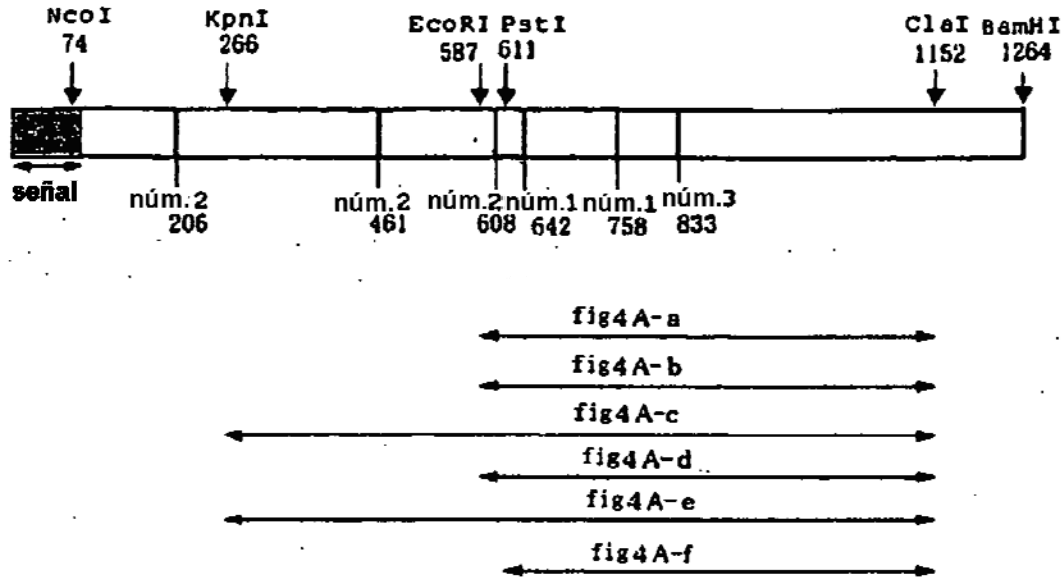 NcoI KpnI EcoRI PstI ClaI BamHI
74 266 587 611 1152 1264
señal
núm.2 núm.2 núm.2 núm.1 núm.1 núm.3
206 461 608 642 758 833
fig4A-a
fig4A-b
fig4A-c
fig4A-d
fig4A-e
fig4A-f